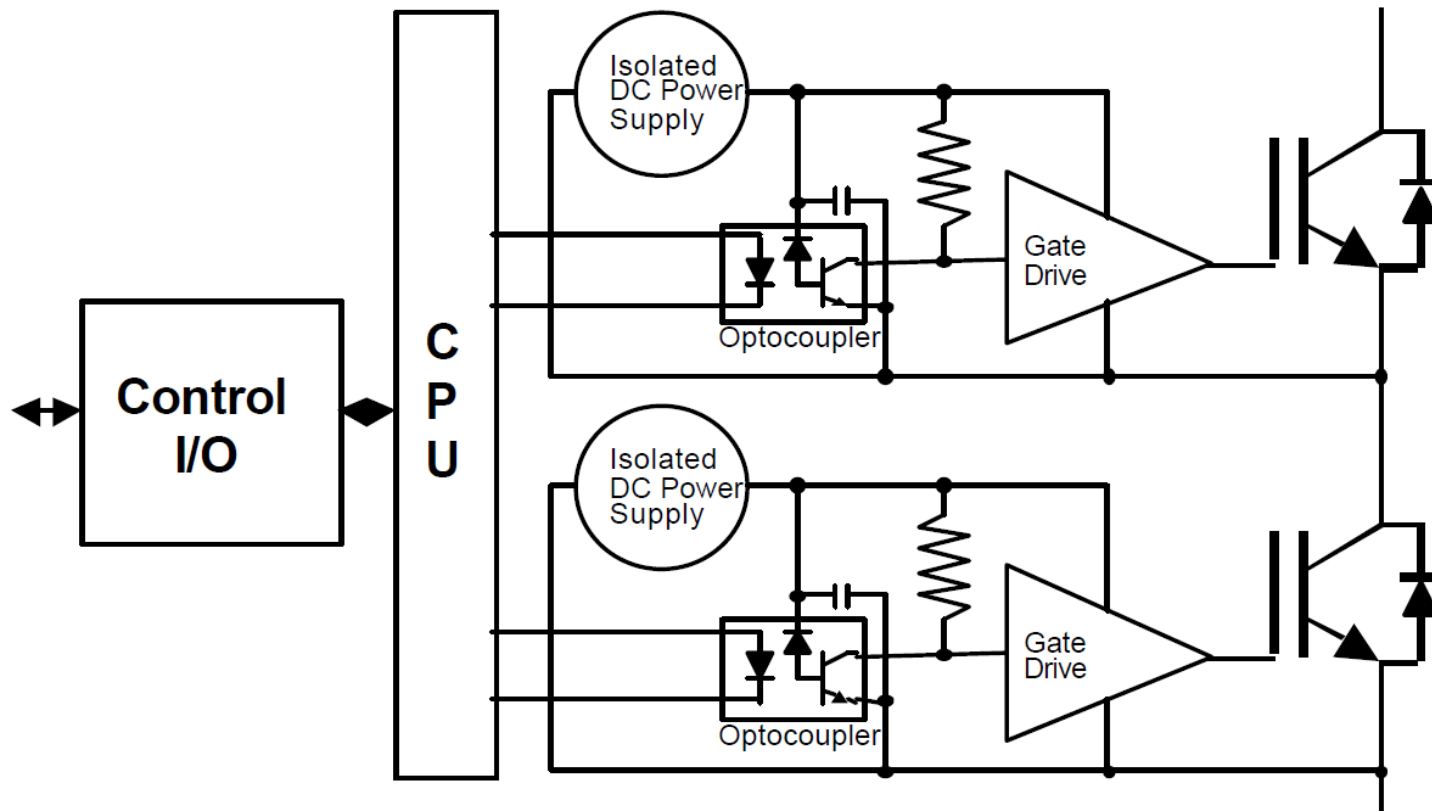 Control
I/O
C
P
U
Isolated
DC Power
Supply
Optocoupler
Gate
Drive
Isolated
DC Power
Supply
Optocoupler
Gate
Drive